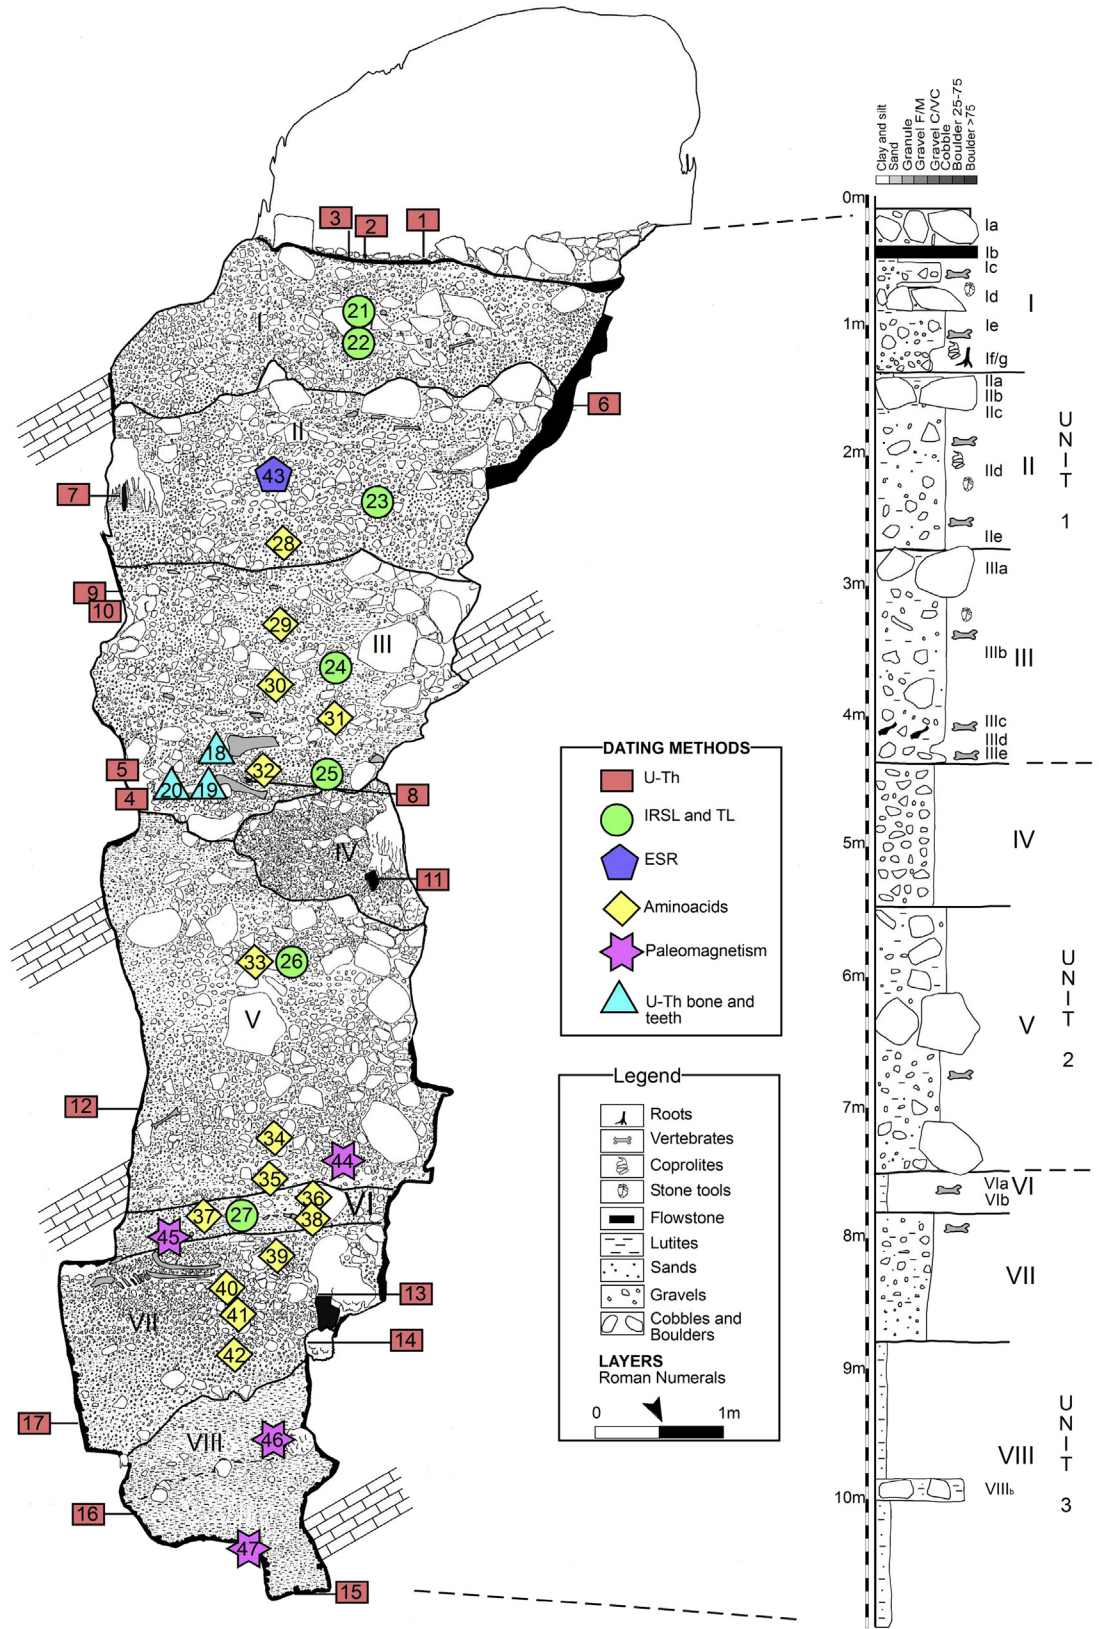 3
2
1
21
22
I
6
II
43
7
23
28
9
10
29
III
24
30
31
18
5
32
25
20
19
4
8
IV
11
33
26
V
12
34
44
35
36
VI
37
27
38
45
39
40
13
41
VII
14
42
17
VIII
46
16
47
15
DATING METHODS
U-Th
IRSL and TL
ESR
Aminoacids
Paleomagnetism
U-Th bone and
teeth
Legend
Roots
Vertebrates
Coprolites
Stone tools
Flowstone
Lutites
Sands
Gravels
Cobbles and
Boulders
LAYERS
Roman Numerals
0 1m
Clay and silt
Sand
Granule
Gravel F/M
Gravel C/VC
Cobble
Boulder 25-75
Boulder >75
0m
1m
2m
3m
4m
5m
6m
7m
8m
9m
10m
Ia
Ib
Ic
Id
Ie
If/g
I
IIa
IIb
IIc
IId
IIe
II
UNIT 1
IIIa
IIIb
IIIc
IIId
IIIe
III
IV
V
UNIT 2
VIa
VIb
VI
VII
VIII
VIIIb
UNIT 3